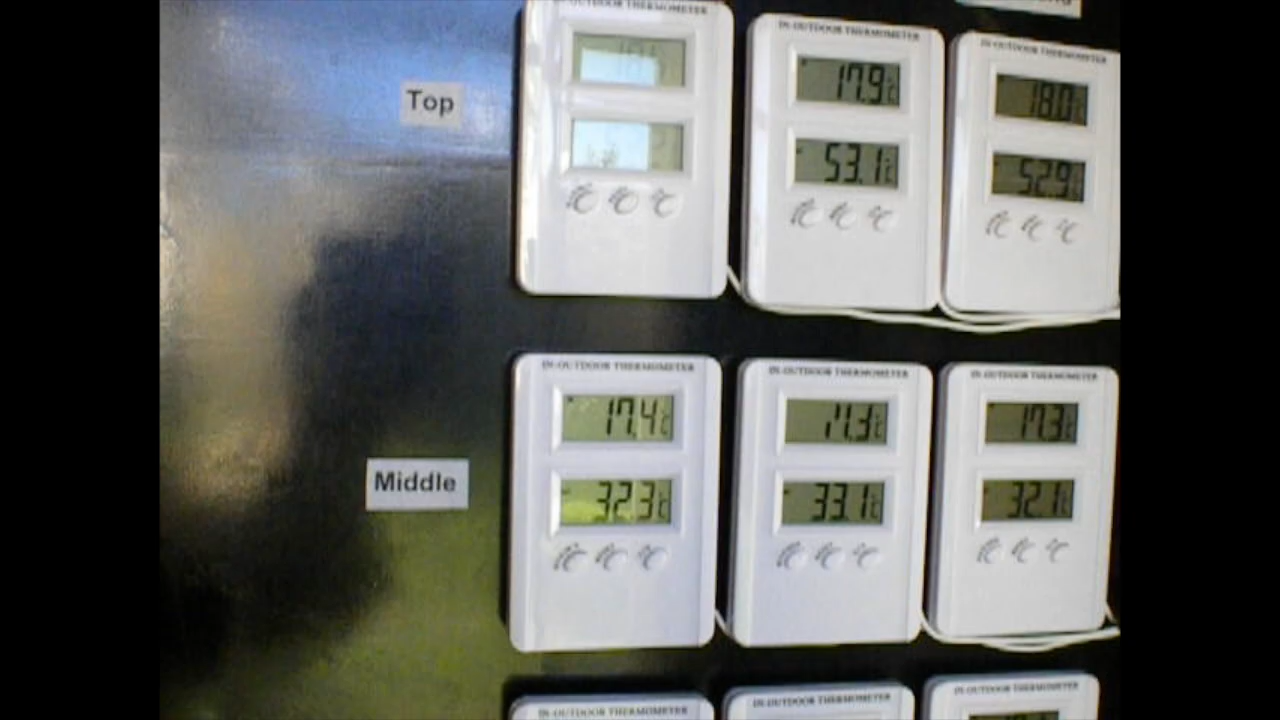 IN-OUTDOOR THERMOMETER
IN-OUTDOOR THERMOMETER
IN-OUTDOOR THERMOMETER
Top
17.9°C
18.0°C
53.1°C
52.9°C
IN-OUTDOOR THERMOMETER
IN-OUTDOOR THERMOMETER
IN-OUTDOOR THERMOMETER
17.4°C
17.3°C
17.3°C
Middle
32.3°C
33.1°C
32.1°C
IN-OUTDOOR THERMOMETER
IN-OUTDOOR THERMOMETER
IN-OUTDOOR THERMOMETER